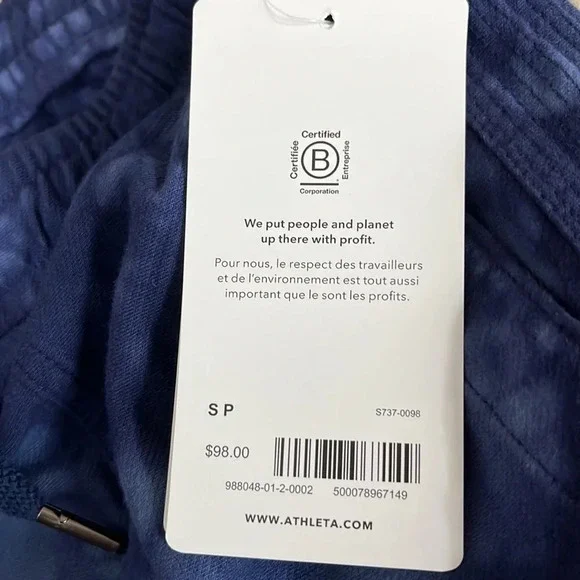 Certified
Certifiée
B
Entreprise
Corporation
We put people and planet
up there with profit.
Pour nous, le respect des travailleurs
et de l'environnement est tout aussi
important que le sont les profits.
S P
S737-0098
$98.00
988048-01-2-0002 500078967149
WWW.ATHLETA.COM